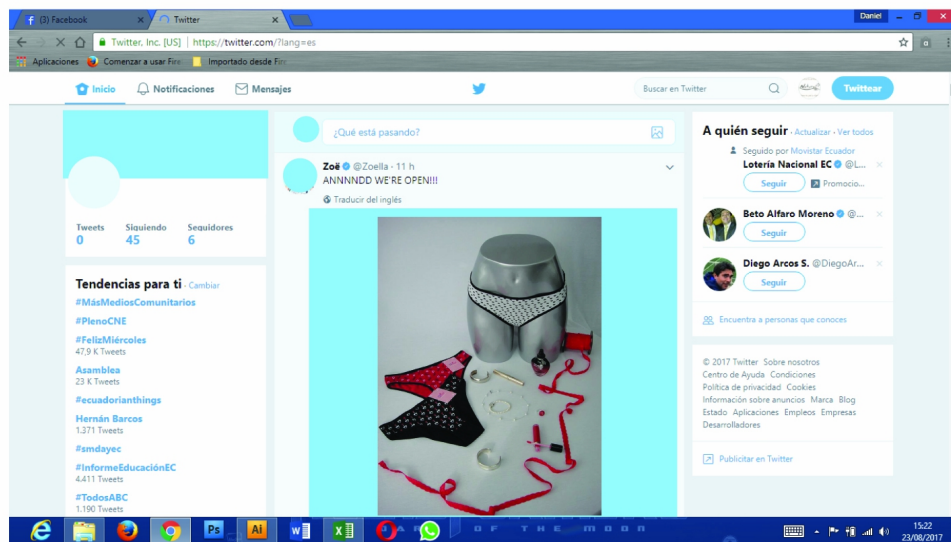 (3) Facebook
Twitter
Daniel
Twitter, Inc. [US] https://twitter.com/?lang=es
Aplicaciones Comenzar a usar Fire Importado desde Fire
Inicio Notificaciones Mensajes
Buscar en Twitter
Twittear
¿Qué está pasando?
Zoë @Zoella · 11 h
ANNNNDD WE'RE OPEN!!!
Traducir del inglés
Tweets Siguiendo Seguidores
0 45 6
Tendencias para ti · Cambiar
#MásMediosComunitarios
#PlenoCNE
#FelizMiércoles
47,9 K Tweets
Asamblea
23 K Tweets
#ecuadorianthings
Hernán Barcos
1.371 Tweets
#smdayec
#InformeEducaciónEC
4.411 Tweets
#TodosABC
1.190 Tweets
A quién seguir · Actualizar · Ver todos
Seguido por Movistar Ecuador
Lotería Nacional EC @L...
Seguir Promocio...
Beto Alfaro Moreno @...
Seguir
Diego Arcos S. @DiegoAr...
Seguir
Encuentra a personas que conoces
© 2017 Twitter Sobre nosotros
Centro de Ayuda Condiciones
Política de privacidad Cookies
Información sobre anuncios Marca Blog
Estado Aplicaciones Empleos Empresas
Desarrolladores
Publicitar en Twitter
Ps Ai
OF THE MOON
15:22
23/08/2017